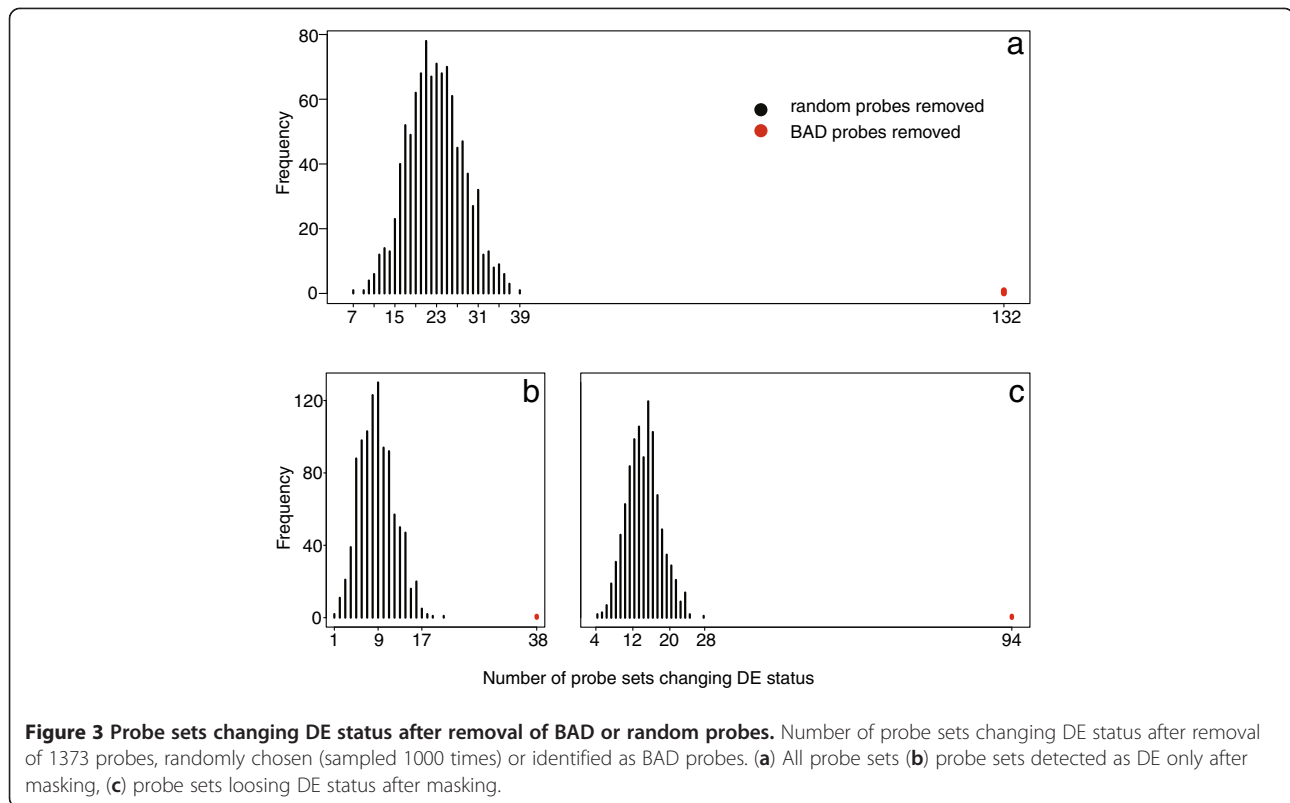 a
80
60
40
20
0
Frequency
random probes removed
BAD probes removed
7 15 23 31 39 132
b
120
80
40
0
Frequency
1 9 17 38
c
4 12 20 28 94
Number of probe sets changing DE status
Figure 3 Probe sets changing DE status after removal of BAD or random probes. Number of probe sets changing DE status after removal
of 1373 probes, randomly chosen (sampled 1000 times) or identified as BAD probes. (a) All probe sets (b) probe sets detected as DE only after
masking, (c) probe sets loosing DE status after masking.